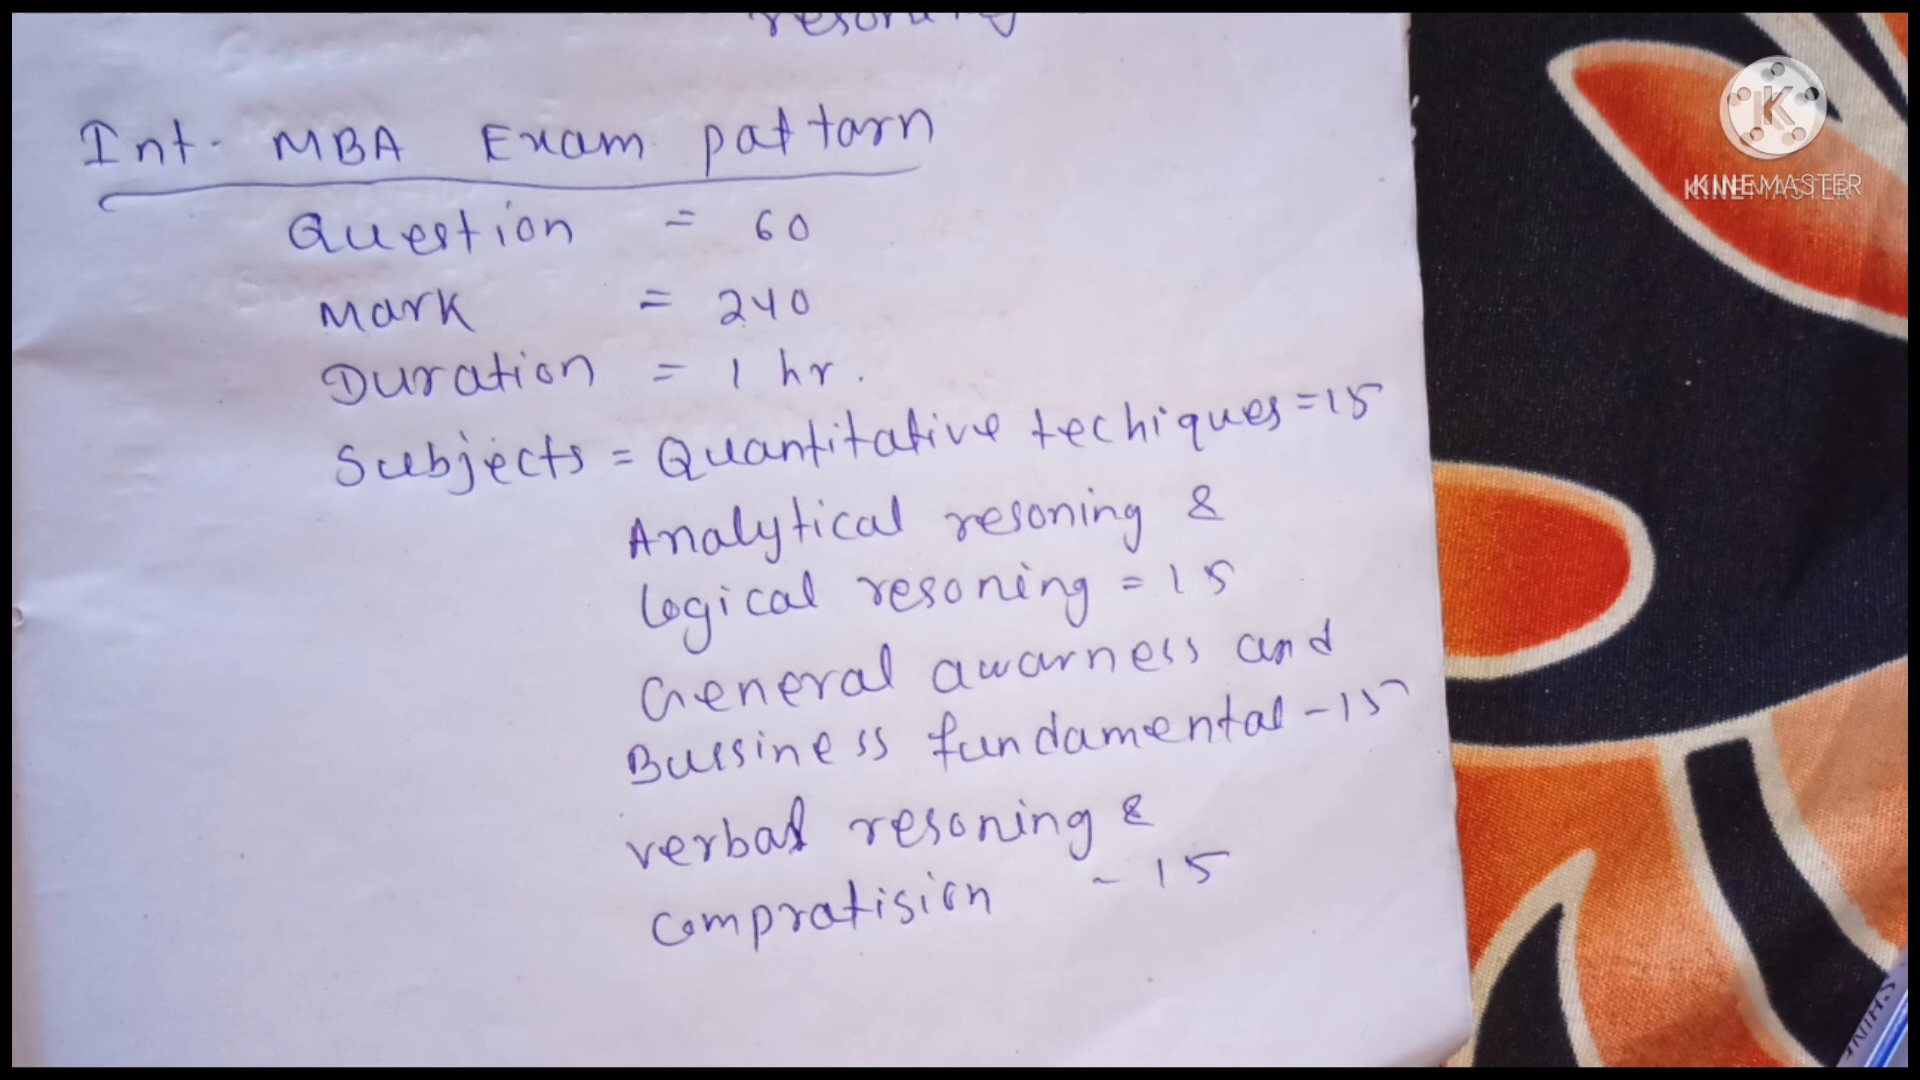 resoning
Int. MBA Exam pattarn
Question = 60
Mark = 240
Duration = 1 hr.
Subjects = Quantitative techiques = 15
Analytical resoning &
Logical resoning = 15
General awarness and
Bussiness fundamental - 15
verbal resoning &
compratision - 15
KINEMASTER